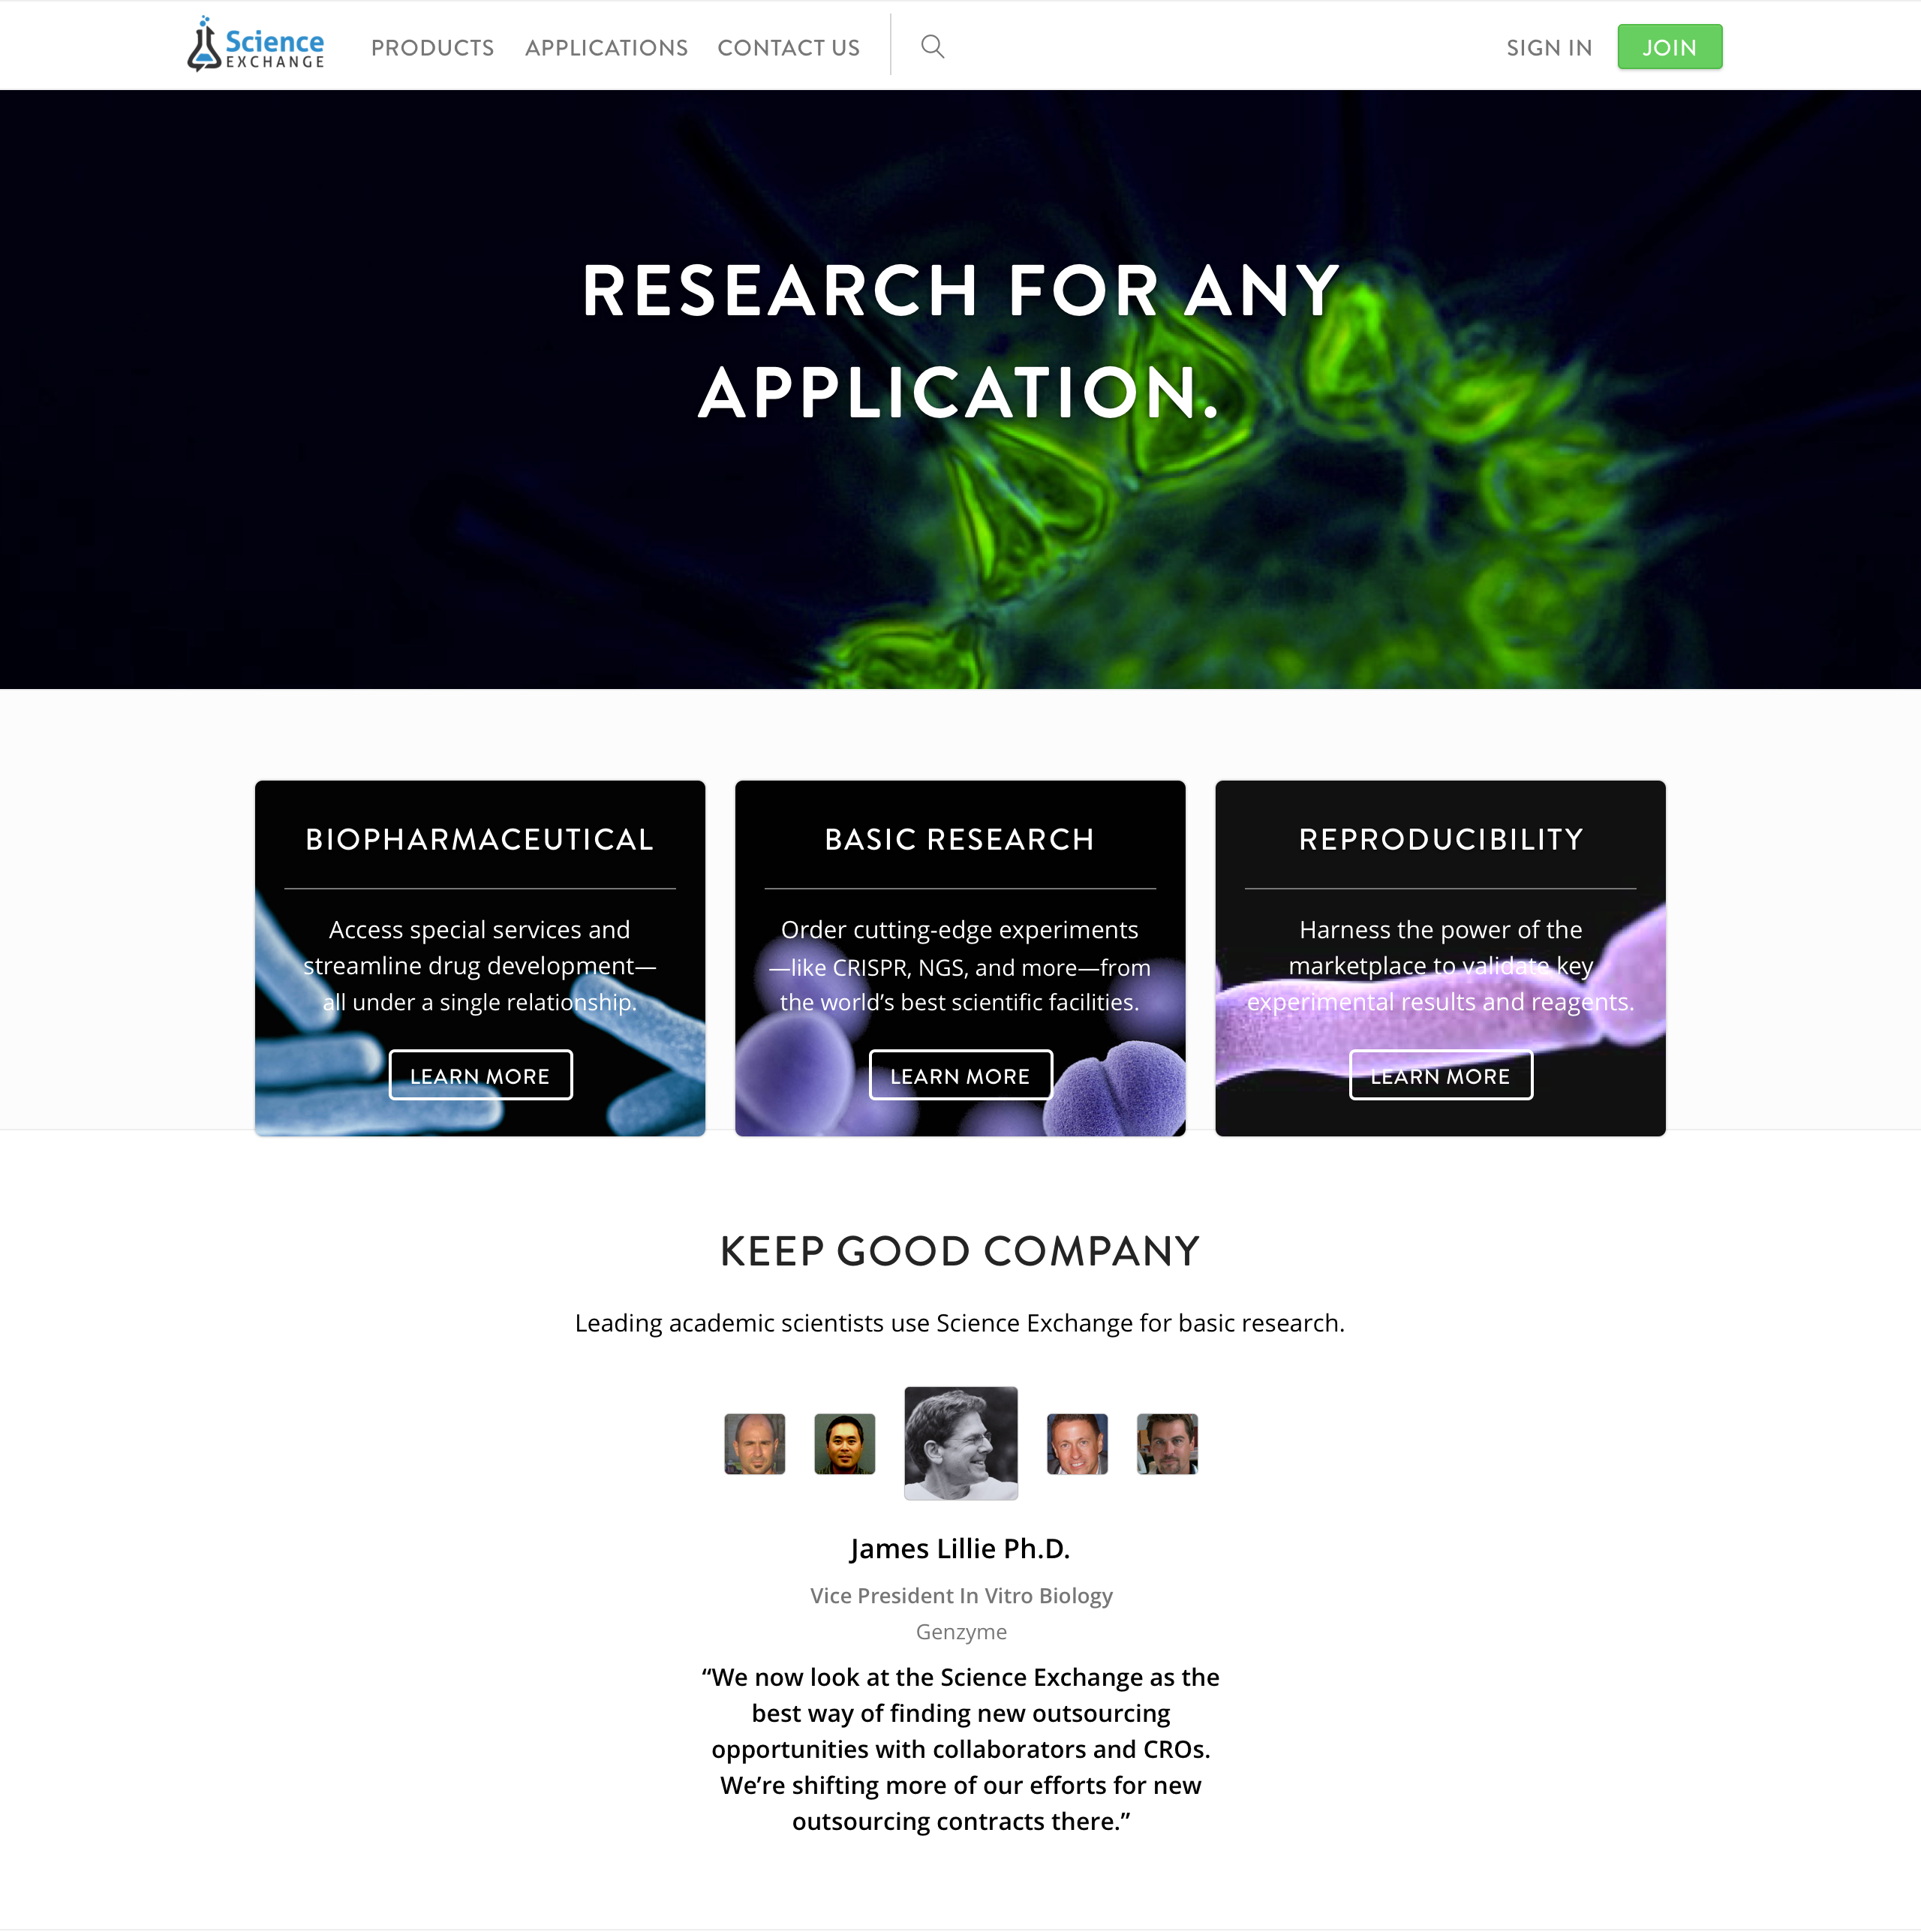 Science
EXCHANGE
PRODUCTS APPLICATIONS CONTACT US
SIGN IN JOIN
RESEARCH FOR ANY
APPLICATION.
BIOPHARMACEUTICAL
Access special services and
streamline drug development—
all under a single relationship.
LEARN MORE
BASIC RESEARCH
Order cutting-edge experiments
—like CRISPR, NGS, and more—from
the world’s best scientific facilities.
LEARN MORE
REPRODUCIBILITY
Harness the power of the
marketplace to validate key
experimental results and reagents.
LEARN MORE
KEEP GOOD COMPANY
Leading academic scientists use Science Exchange for basic research.
James Lillie Ph.D.
Vice President In Vitro Biology
Genzyme
“We now look at the Science Exchange as the
best way of finding new outsourcing
opportunities with collaborators and CROs.
We’re shifting more of our efforts for new
outsourcing contracts there.”